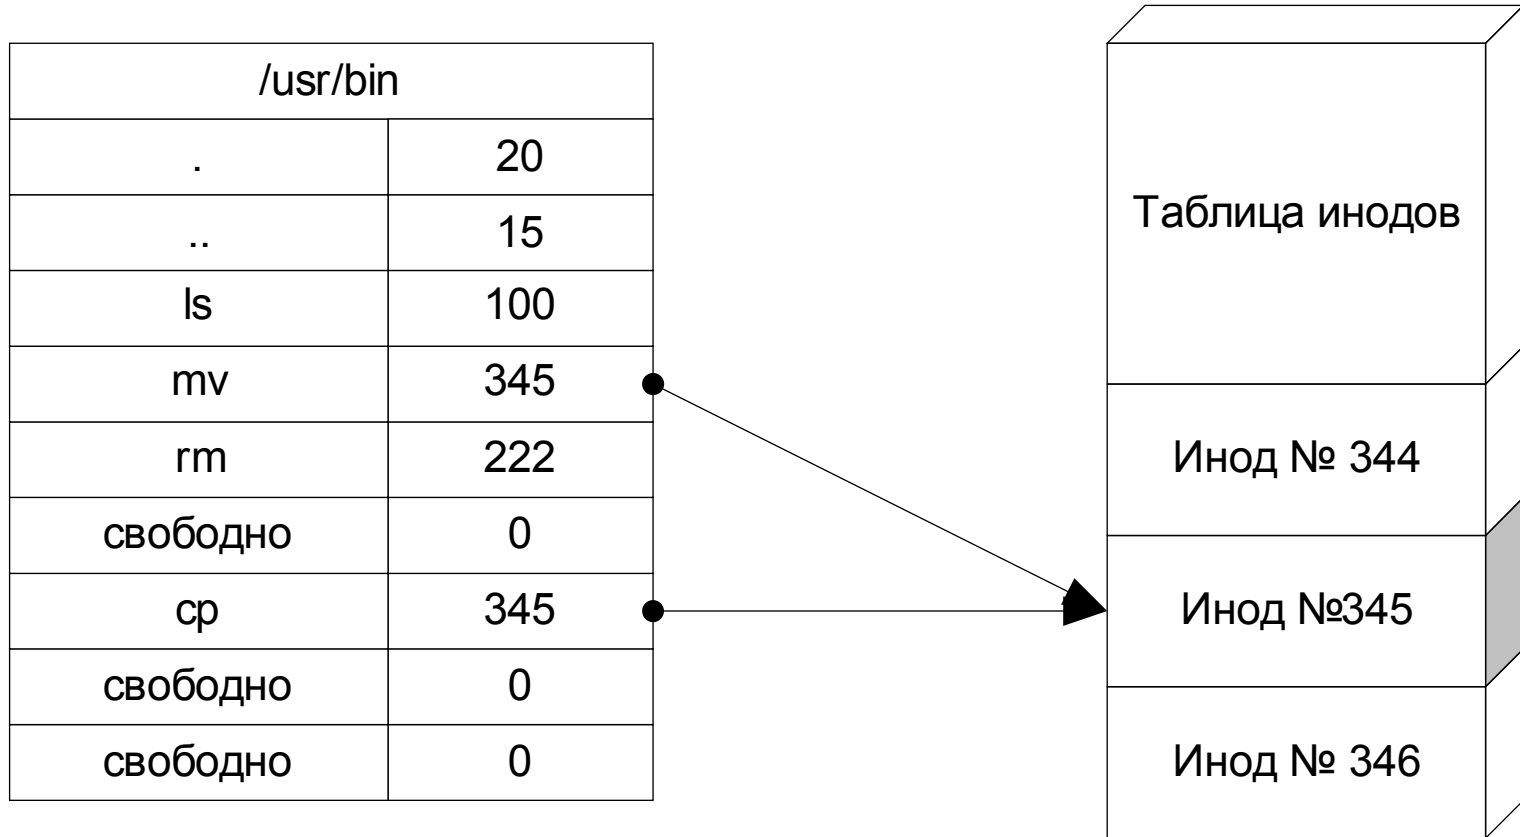 /usr/bin
. 20
.. 15
ls 100
mv 345
rm 222
свободно 0
cp 345
свободно 0
свободно 0
Таблица инодов
Инод № 344
Инод №345
Инод № 346